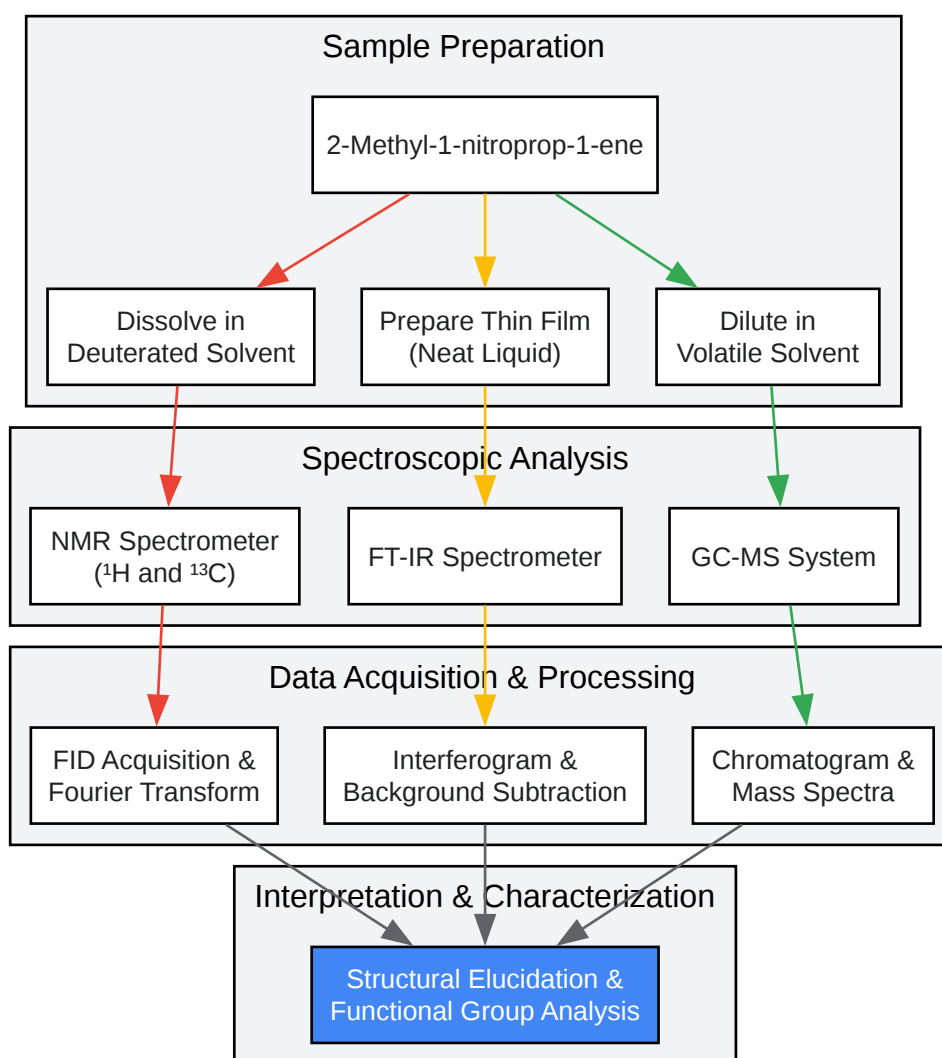 Sample Preparation
2-Methyl-1-nitroprop-1-ene
Dissolve in
Deuterated Solvent
Prepare Thin Film
(Neat Liquid)
Dilute in
Volatile Solvent
Spectroscopic Analysis
NMR Spectrometer
(¹H and ¹³C)
FT-IR Spectrometer
GC-MS System
Data Acquisition & Processing
FID Acquisition &
Fourier Transform
Interferogram &
Background Subtraction
Chromatogram &
Mass Spectra
Interpretation & Characterization
Structural Elucidation &
Functional Group Analysis